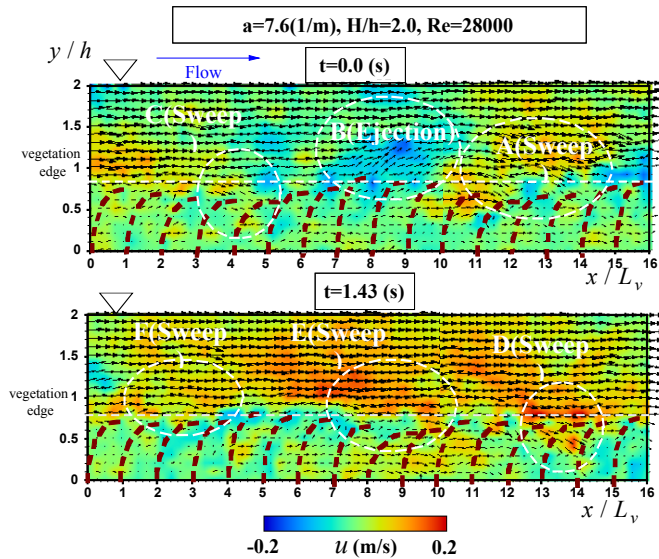 a=7.6(1/m), H/h=2.0, Re=28000
y / h
Flow
t=0.0 (s)
2
1.5
1
0.5
0
vegetation
edge
C(Sweep
)
B(Ejection)
A(Sweep
)
0 1 2 3 4 5 6 7 8 9 10 11 12 13 14 15 16
x / Lv
t=1.43 (s)
2
1.5
1
0.5
0
vegetation
edge
F(Sweep
)
E(Sweep
)
D(Sweep
)
0 1 2 3 4 5 6 7 8 9 10 11 12 13 14 15 16
x / Lv
-0.2 u (m/s) 0.2